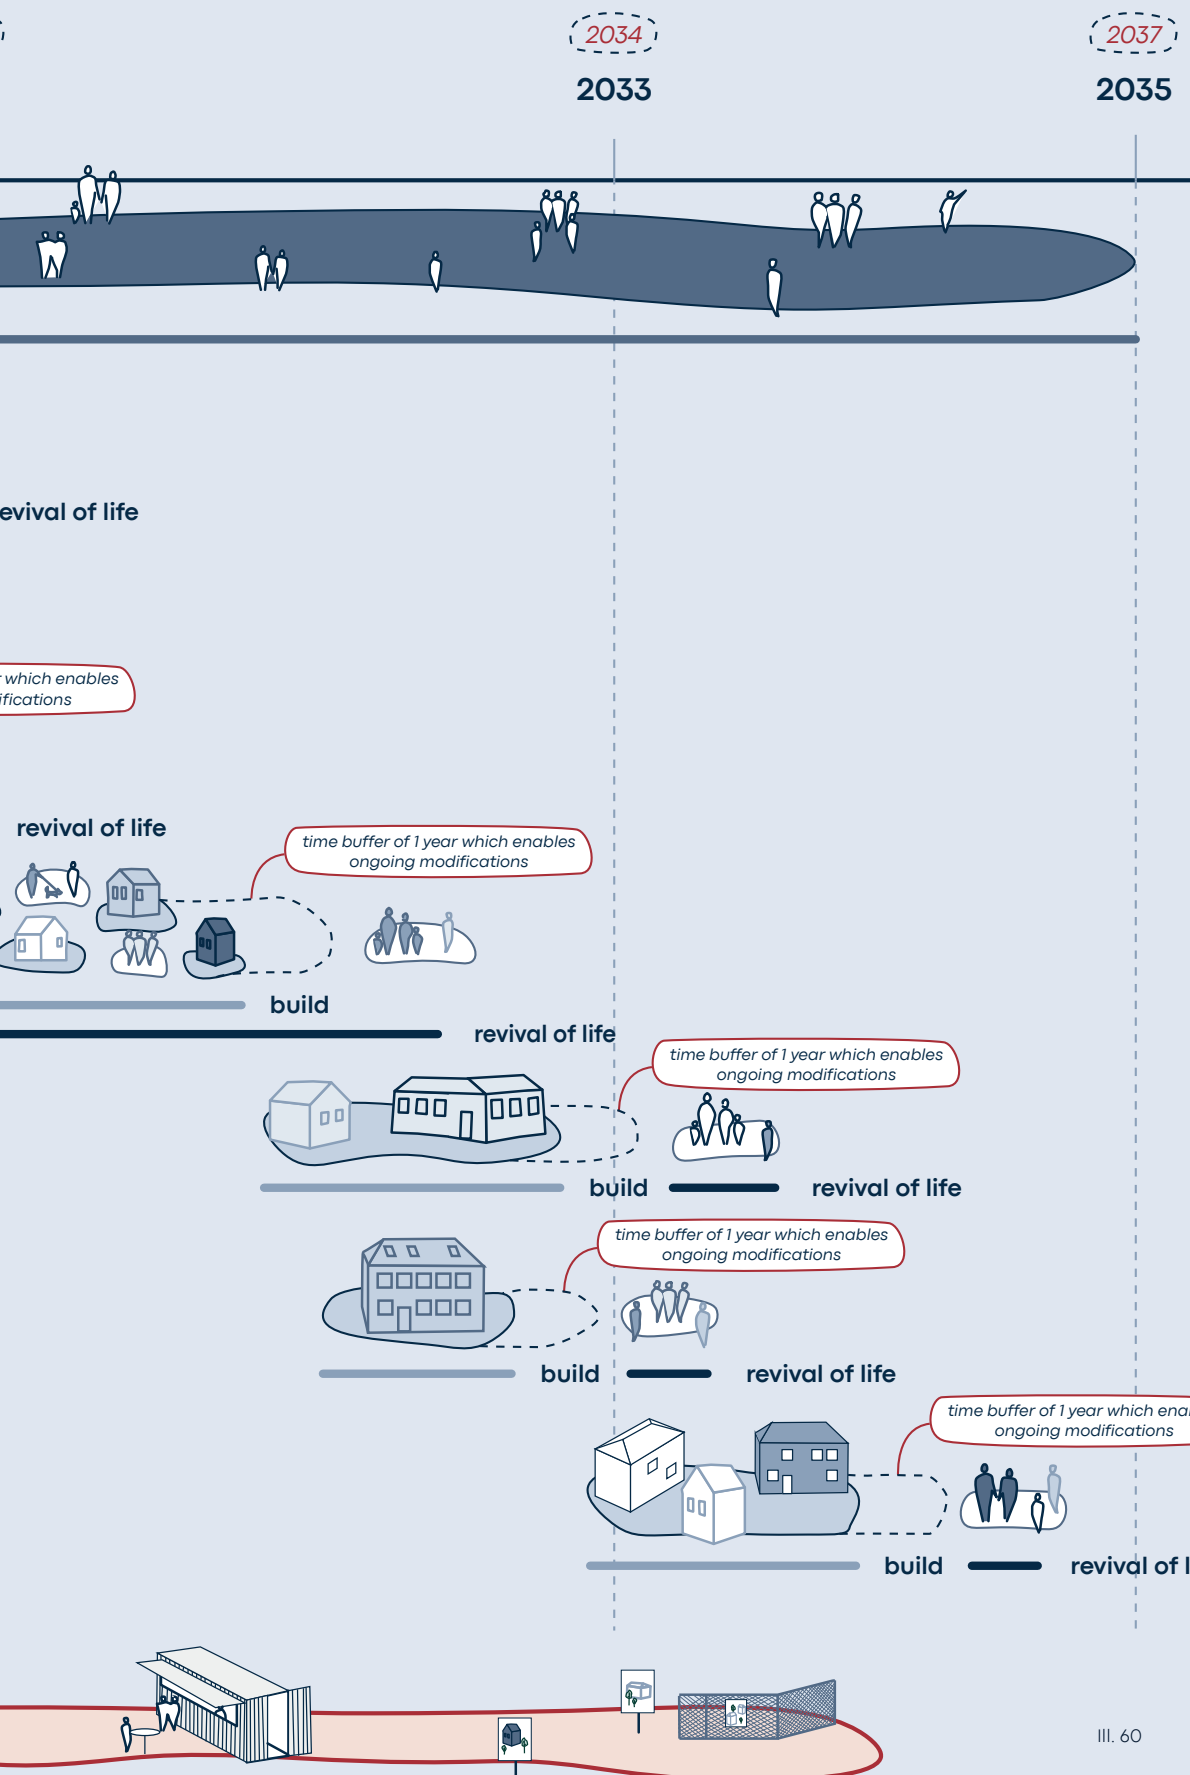 2034
2037
2033
2035
evival of life
which enables
ifications
revival of life
time buffer of 1 year which enables
ongoing modifications
build
revival of life
time buffer of 1 year which enables
ongoing modifications
build
revival of life
time buffer of 1 year which enables
ongoing modifications
build
revival of life
time buffer of 1 year which ena
ongoing modifications
build
revival of l
Ill. 60